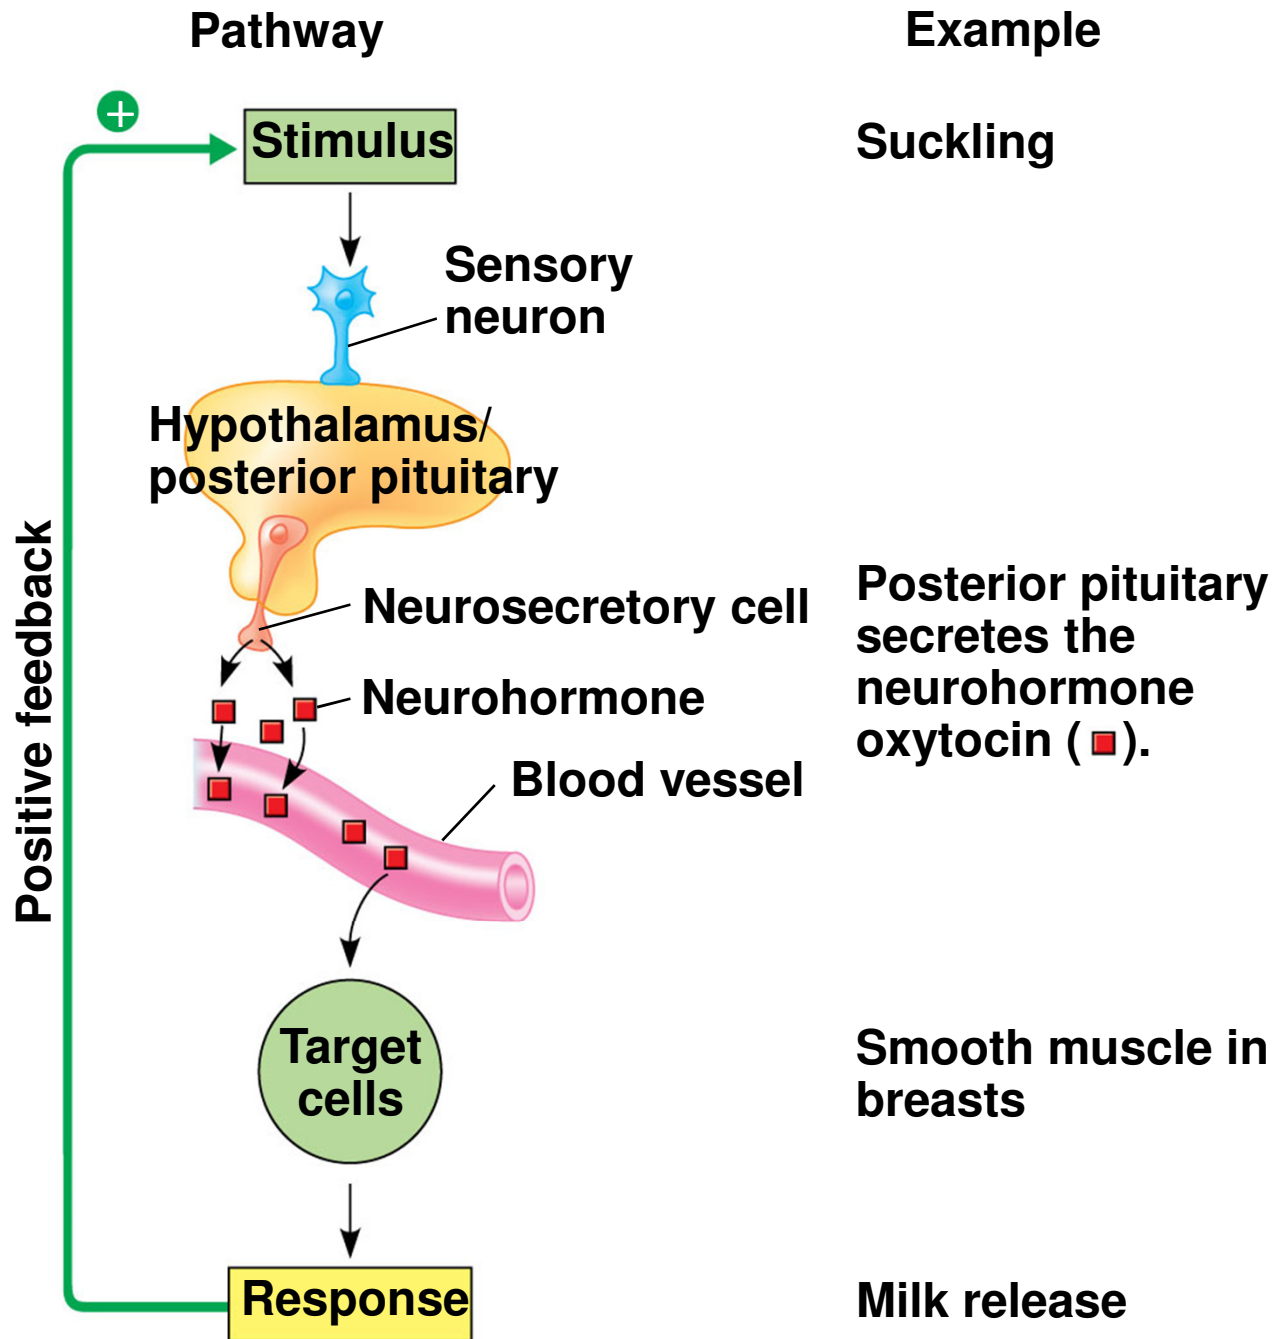 Pathway
Example
+
Stimulus
Suckling
Sensory
neuron
Hypothalamus/
posterior pituitary
Positive feedback
Neurosecretory cell
Posterior pituitary
secretes the
neurohormone
oxytocin ( ).
Neurohormone
Blood vessel
Target
cells
Smooth muscle in
breasts
Response
Milk release